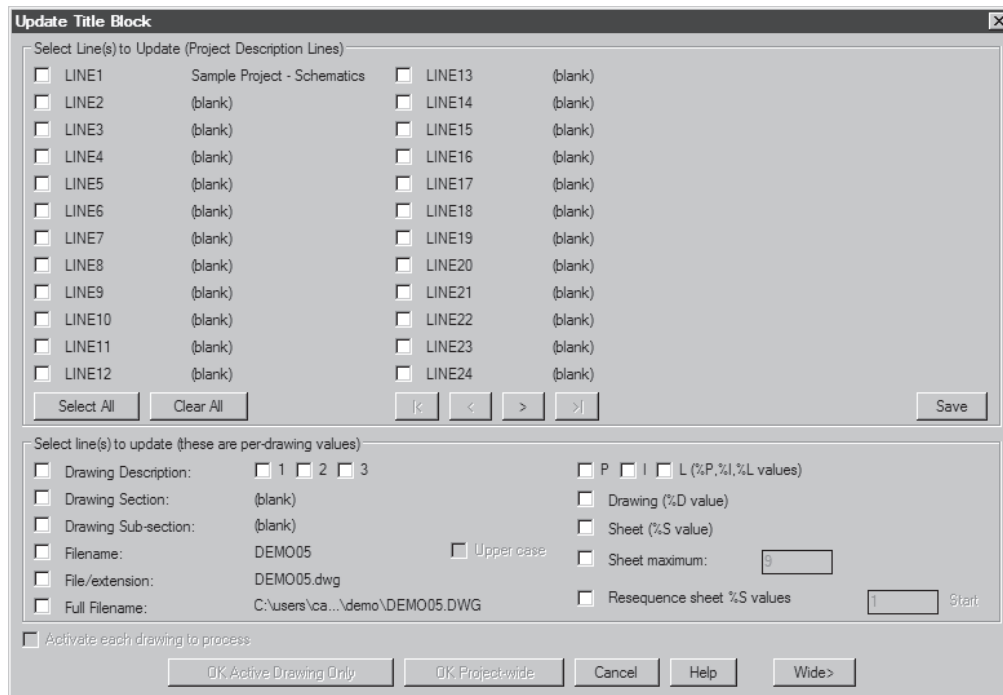 Update Title Block
Select Line(s) to Update (Project Description Lines)
LINE1 Sample Project - Schematics LINE13 (blank)
LINE2 (blank) LINE14 (blank)
LINE3 (blank) LINE15 (blank)
LINE4 (blank) LINE16 (blank)
LINE5 (blank) LINE17 (blank)
LINE6 (blank) LINE18 (blank)
LINE7 (blank) LINE19 (blank)
LINE8 (blank) LINE20 (blank)
LINE9 (blank) LINE21 (blank)
LINE10 (blank) LINE22 (blank)
LINE11 (blank) LINE23 (blank)
LINE12 (blank) LINE24 (blank)
Select All Clear All |< < > >| Save
Select line(s) to update (these are per-drawing values)
Drawing Description: 1 2 3 P I L (%P,%I,%L values)
Drawing Section: (blank) Drawing (%D value)
Drawing Sub-section: (blank) Sheet (%S value)
Filename: DEMO05 Upper case Sheet maximum: 9
File/extension: DEMO05.dwg
Full Filename: C:\users\ca...\demo\DEMO05.DWG Resequence sheet %S values 1 Start
Activate each drawing to process
OK Active Drawing Only OK Project-wide Cancel Help Wide>